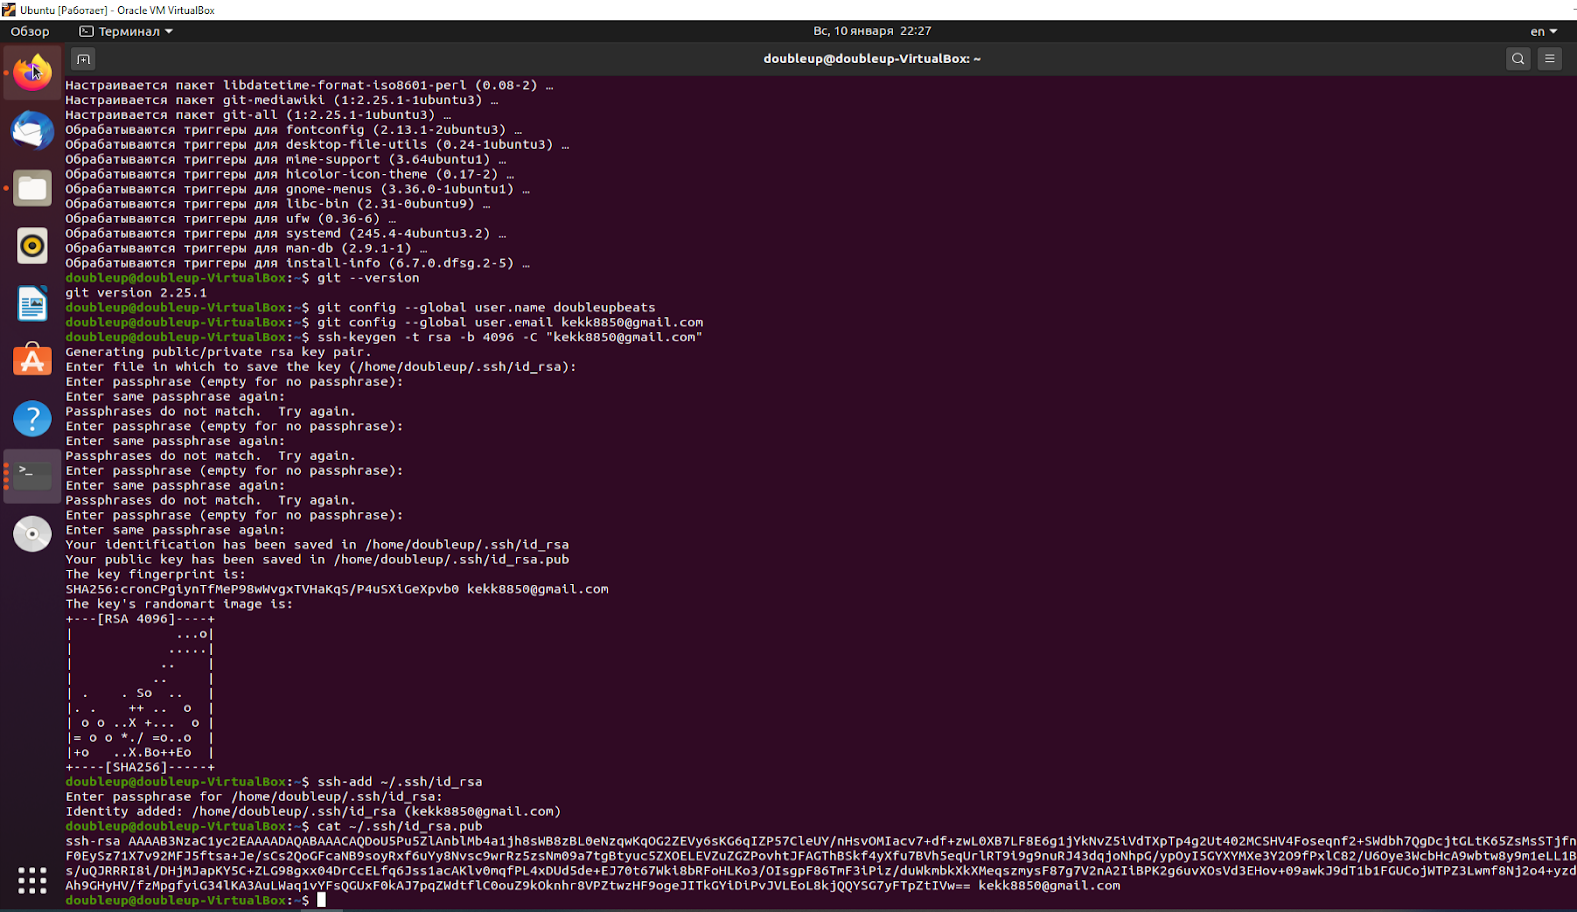 Ubuntu [Работает] - Oracle VM VirtualBox
Обзор
Терминал
Вс, 10 января 22:27
en
doubleup@doubleup-VirtualBox: ~
Настраивается пакет libdatetime-format-iso8601-perl (0.08-2) …
Настраивается пакет git-mediawiki (1:2.25.1-1ubuntu3) …
Настраивается пакет git-all (1:2.25.1-1ubuntu3) …
Обрабатываются триггеры для fontconfig (2.13.1-2ubuntu3) …
Обрабатываются триггеры для desktop-file-utils (0.24-1ubuntu3) …
Обрабатываются триггеры для mime-support (3.64ubuntu1) …
Обрабатываются триггеры для hicolor-icon-theme (0.17-2) …
Обрабатываются триггеры для gnome-menus (3.36.0-1ubuntu1) …
Обрабатываются триггеры для libc-bin (2.31-0ubuntu9) …
Обрабатываются триггеры для ufw (0.36-6) …
Обрабатываются триггеры для systemd (245.4-4ubuntu3.2) …
Обрабатываются триггеры для man-db (2.9.1-1) …
Обрабатываются триггеры для install-info (6.7.0.dfsg.2-5) …
doubleup@doubleup-VirtualBox:~$ git --version
git version 2.25.1
doubleup@doubleup-VirtualBox:~$ git config --global user.name doubleupbeats
doubleup@doubleup-VirtualBox:~$ git config --global user.email kekk8850@gmail.com
doubleup@doubleup-VirtualBox:~$ ssh-keygen -t rsa -b 4096 -C "kekk8850@gmail.com"
Generating public/private rsa key pair.
Enter file in which to save the key (/home/doubleup/.ssh/id_rsa):
Enter passphrase (empty for no passphrase):
Enter same passphrase again:
Passphrases do not match.  Try again.
Enter passphrase (empty for no passphrase):
Enter same passphrase again:
Passphrases do not match.  Try again.
Enter passphrase (empty for no passphrase):
Enter same passphrase again:
Passphrases do not match.  Try again.
Enter passphrase (empty for no passphrase):
Enter same passphrase again:
Your identification has been saved in /home/doubleup/.ssh/id_rsa
Your public key has been saved in /home/doubleup/.ssh/id_rsa.pub
The key fingerprint is:
SHA256:cronCPgiynTfMeP98wWvgxTVHaKqS/P4uSXiGeXpvb0 kekk8850@gmail.com
The key's randomart image is:
+---[RSA 4096]----+
|             ...o|
|            .....|
|           ..    |
|          ..     |
| .    . So  ..   |
|. .    ++ ..  o  |
| o o ..X +...  o |
|= o o *./ =o..o  |
|+o   ..X.Bo++Eo  |
+----[SHA256]-----+
doubleup@doubleup-VirtualBox:~$ ssh-add ~/.ssh/id_rsa
Enter passphrase for /home/doubleup/.ssh/id_rsa:
Identity added: /home/doubleup/.ssh/id_rsa (kekk8850@gmail.com)
doubleup@doubleup-VirtualBox:~$ cat ~/.ssh/id_rsa.pub
ssh-rsa AAAAB3NzaC1yc2EAAAADAQABAAACAQDoU5Pu5ZlAnblMb4a1jh8sWB8zBL0eNzqwKqOG2ZEVy6sKG6qIZP57CleUY/nHsvOMIacv7+df+zwL0XB7LF8E6g1jYkNvZ5iVdTXpTp4g2Ut402MCSHV4Foseqnf2+SWdbh7QgDcjtGLtK65ZsMsSTjfn
F0EySz71X7v92MFJ5ftsa+Je/sCs2QoGFcaNB9soyRxf6uYy8Nvsc9wrRz5zsNm09a7tgBtyuc5ZXOELEVZuZGZPovhtJFAGThBSkf4yXfu7BVh5eqUrlRT9i9g9nuRJ43dqjoNhpG/ypOyI5GYXYMXe3Y2O9fPxlC82/U6Oye3WcbHcA9wbtw8y9m1eLL1B
s/uQJRRRI8i/DHjMJapKY5C+ZLG98gxx04DrCcELfq6Jss1acAKlv0mqfPL4xDUd5de+EJ70t67Wki8bRFoHLKo3/OIsgpF86TmF3iPiz/duWkmbkXkXMeqszmysF87g7V2nA2IiBPK2g6uvXOsVd3EHov+09awkJ9dT1b1FGUCojWTPZ3Lwmf8Nj2o4+yzd
Ah9GHyHV/fzMpgfyiG34lKA3AuLWaq1vYFsQGUxF0kAJ7pqZWdtflC0ouZ9kOknhr8VPZtwzHF9ogeJITkGYiDiPvJVLEoL8kjQQYSG7yFTpZtIVw== kekk8850@gmail.com
doubleup@doubleup-VirtualBox:~$